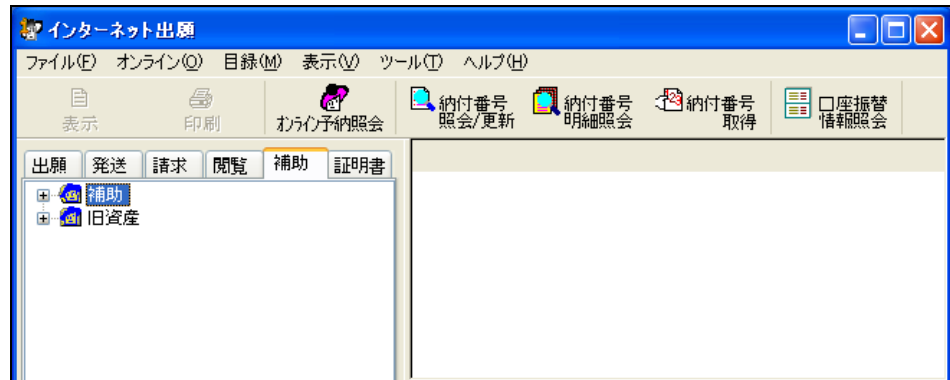 インターネット出願
ファイル(F) オンライン(O) 目録(M) 表示(V) ツール(T) ヘルプ(H)
表示 印刷 オンライン予納照会 納付番号照会/更新 納付番号明細照会 納付番号取得 口座振替情報照会
出願 発送 請求 閲覧 補助 証明書
補助
旧資産